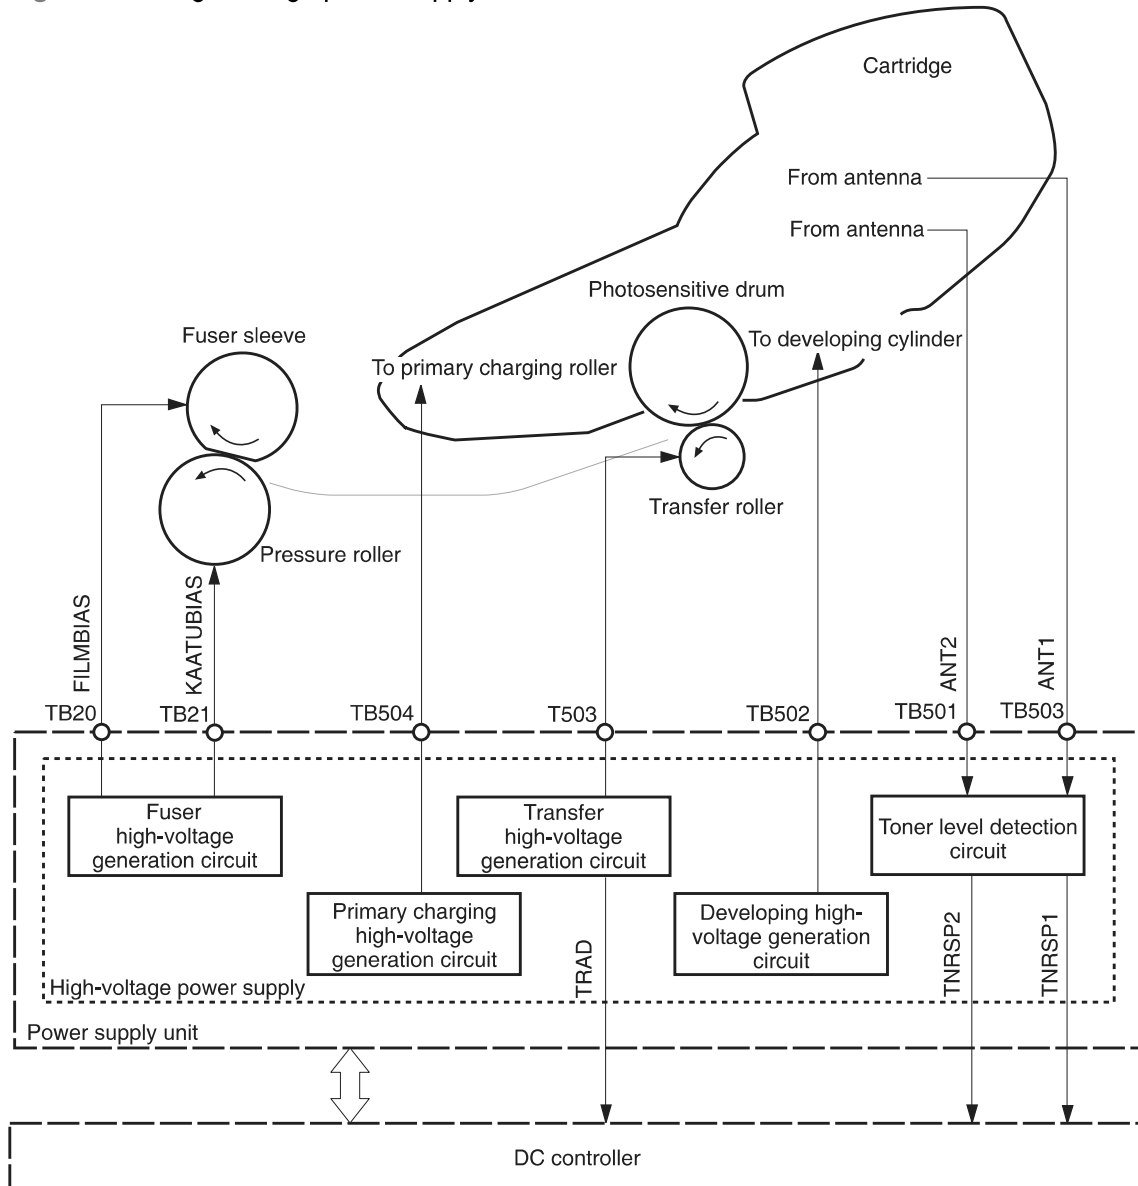 Cartridge
From antenna
From antenna
Photosensitive drum
Fuser sleeve
To developing cylinder
To primary charging roller
Transfer roller
Pressure roller
FILMBIAS
KAATUBIAS
ANT2
ANT1
TB20
TB21
TB504
T503
TB502
TB501
TB503
Fuser
high-voltage
generation circuit
Transfer
high-voltage
generation circuit
Toner level detection
circuit
Primary charging
high-voltage
generation circuit
Developing high-
voltage generation
circuit
TRAD
TNRSP2
TNRSP1
High-voltage power supply
Power supply unit
DC controller